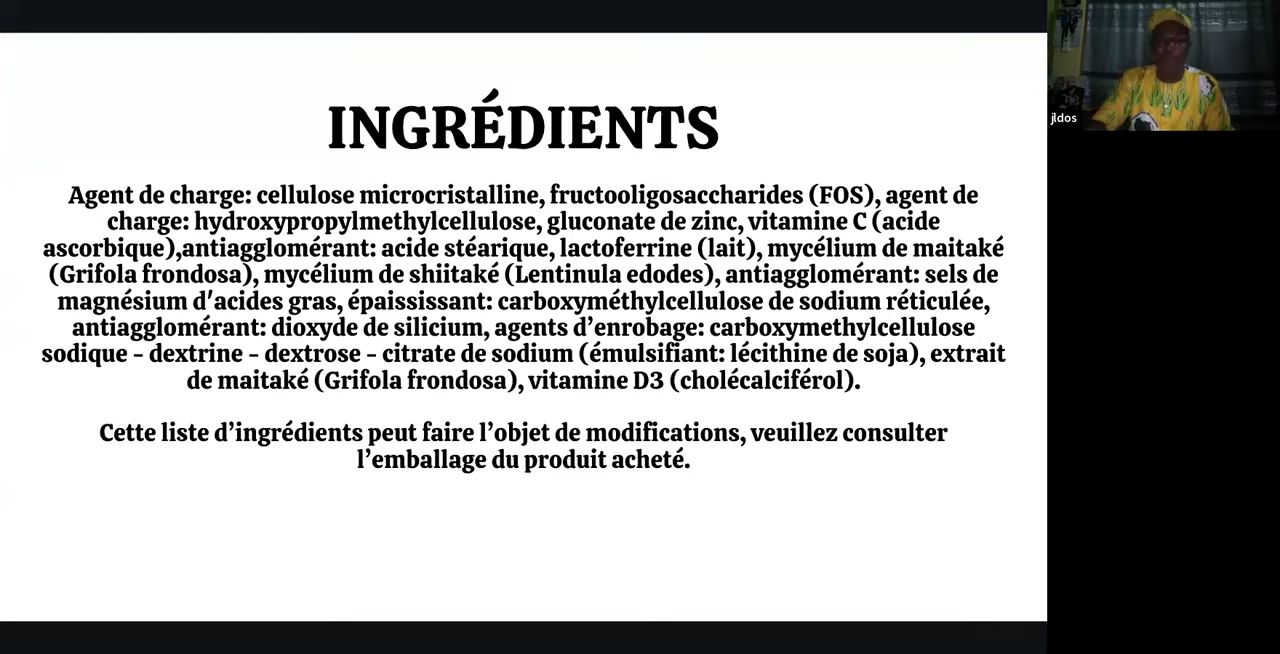 INGRÉDIENTS
Agent de charge: cellulose microcristalline, fructooligosaccharides (FOS), agent de
charge: hydroxypropylmethylcellulose, gluconate de zinc, vitamine C (acide
ascorbique),antiagglomérant: acide stéarique, lactoferrine (lait), mycélium de maitaké
(Grifola frondosa), mycélium de shiitaké (Lentinula edodes), antiagglomérant: sels de
magnésium d'acides gras, épaississant: carboxyméthylcellulose de sodium réticulée,
antiagglomérant: dioxyde de silicium, agents d’enrobage: carboxymethylcellulose
sodique - dextrine - dextrose - citrate de sodium (émulsifiant: lécithine de soja), extrait
de maitaké (Grifola frondosa), vitamine D3 (cholécalciférol).
Cette liste d’ingrédients peut faire l’objet de modifications, veuillez consulter
l’emballage du produit acheté.
jldos